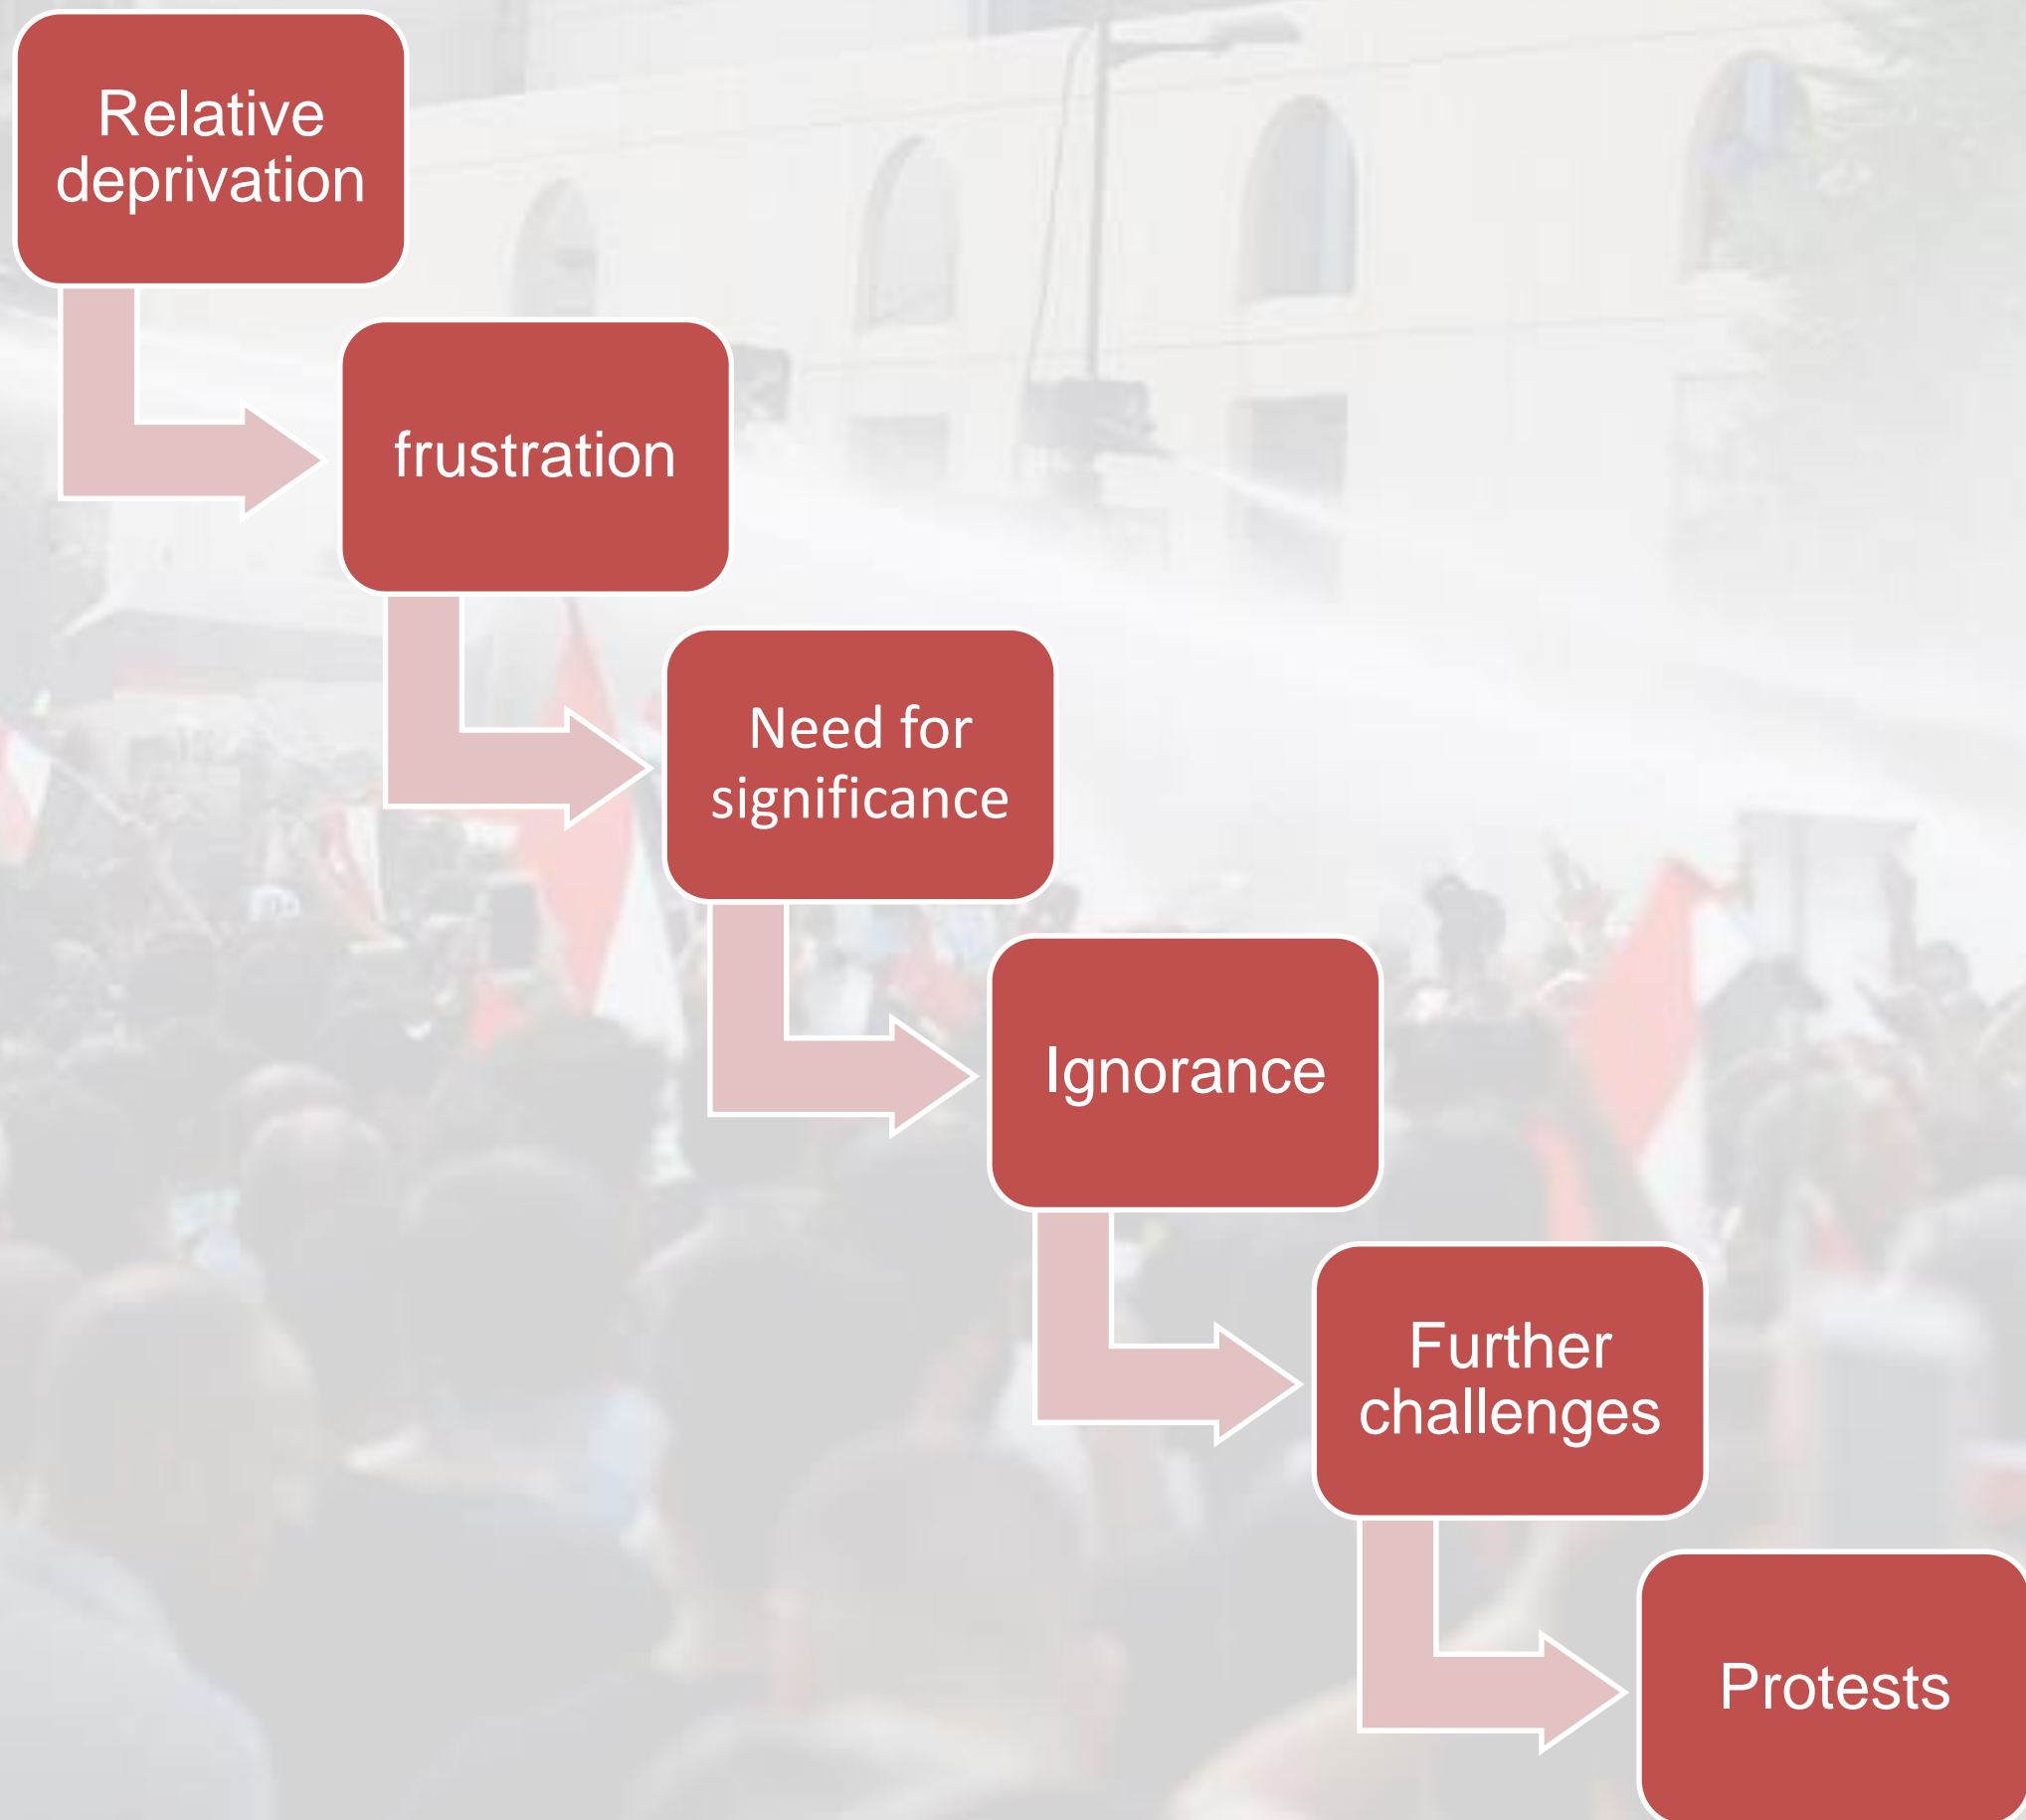 Relative
deprivation
frustration
Need for
significance
Ignorance
Further
challenges
Protests